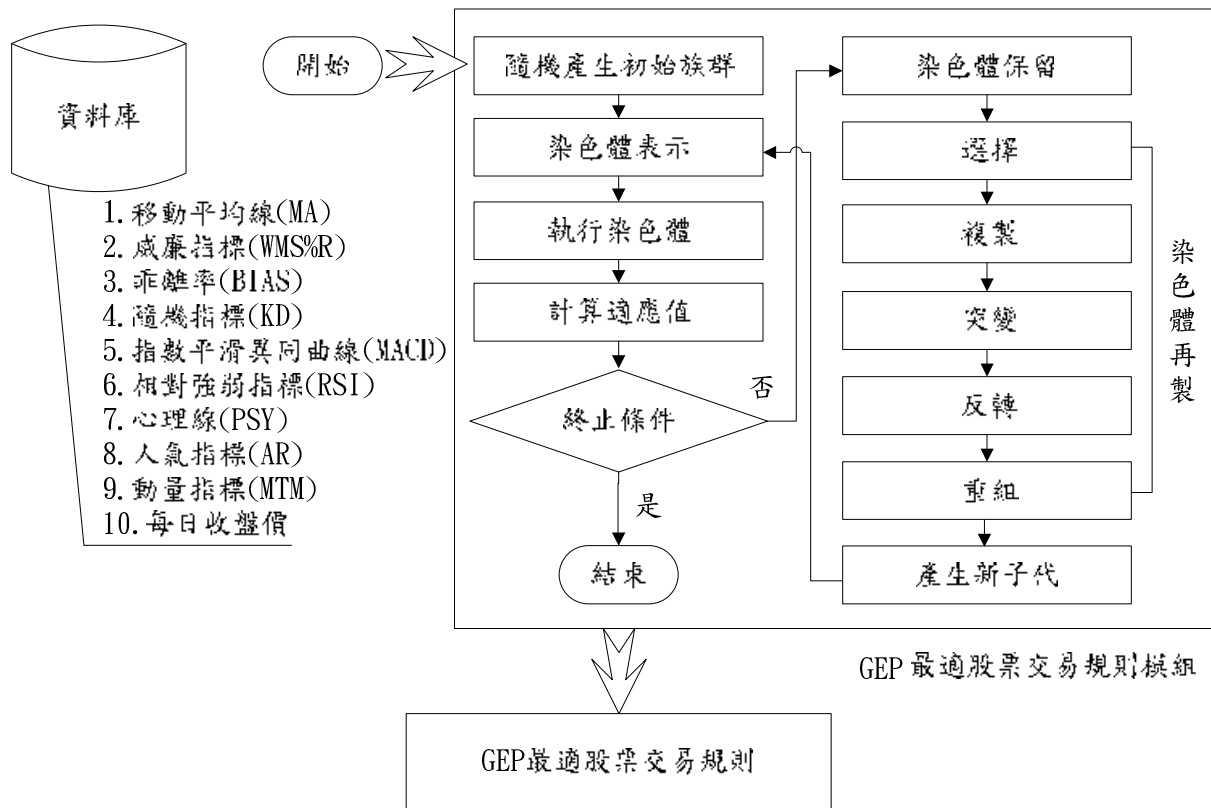 資料庫
1.移動平均線(MA)
2.威廉指標(WMS%R)
3.乖離率(BIAS)
4.隨機指標(KD)
5.指數平滑異同曲線(MACD)
6.相對強弱指標(RSI)
7.心理線(PSY)
8.人氣指標(AR)
9.動量指標(MTM)
10.每日收盤價
開始
隨機產生初始族群
染色體表示
執行染色體
計算適應值
終止條件
否
是
結束
染色體保留
選擇
複製
突變
反轉
重組
產生新子代
染色體再製
GEP 最適股票交易規則模組
GEP最適股票交易規則